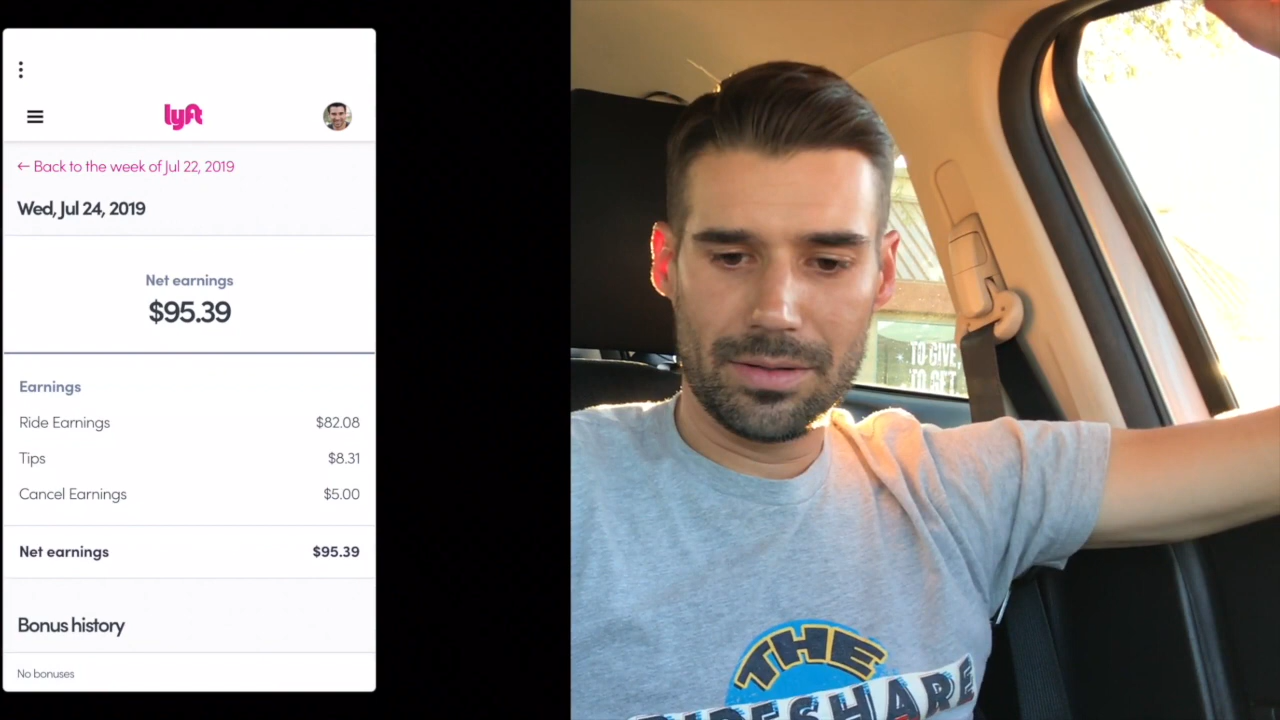 lyft
← Back to the week of Jul 22, 2019
Wed, Jul 24, 2019
Net earnings
$95.39
Earnings
Ride Earnings $82.08
Tips $8.31
Cancel Earnings $5.00
Net earnings $95.39
Bonus history
No bonuses
TO GIVE,
TO GET
THE
RIDESHARE